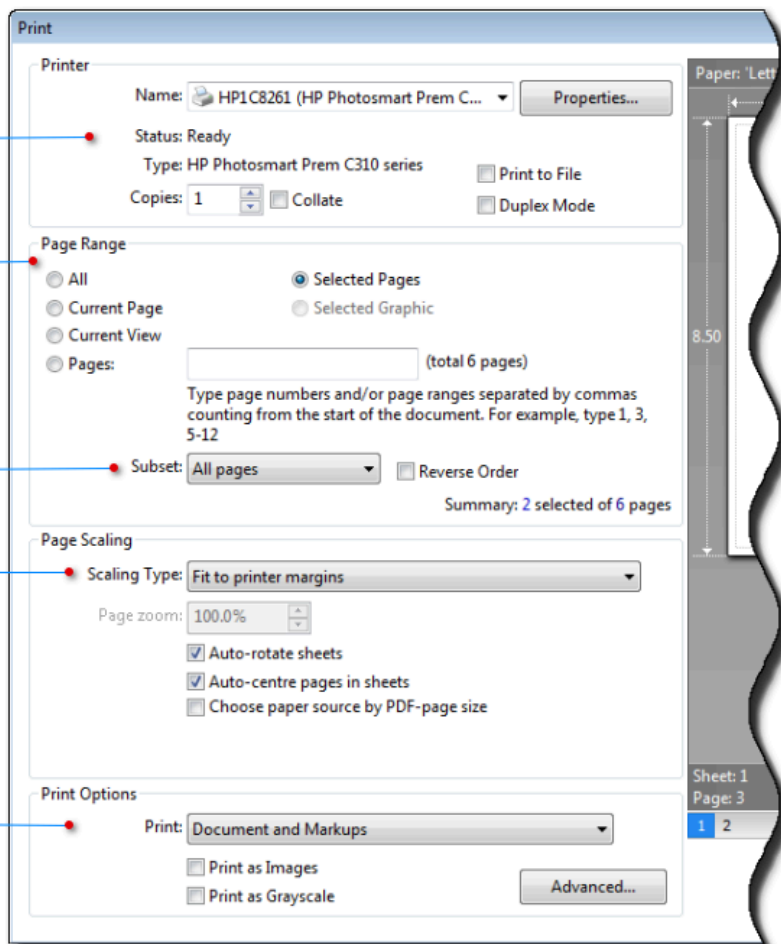 Print
Printer
Name: HP1C8261 (HP Photosmart Prem C... Properties...
Status: Ready
Type: HP Photosmart Prem C310 series
Print to File
Copies: 1 Collate
Duplex Mode
Page Range
All Selected Pages
Current Page Selected Graphic
Current View
Pages: (total 6 pages)
Type page numbers and/or page ranges separated by commas
counting from the start of the document. For example, type 1, 3,
5-12
Subset: All pages Reverse Order
Summary: 2 selected of 6 pages
Page Scaling
Scaling Type: Fit to printer margins
Page zoom: 100.0%
Auto-rotate sheets
Auto-centre pages in sheets
Choose paper source by PDF-page size
Print Options
Print: Document and Markups
Print as Images
Print as Grayscale
Advanced...
Paper: 'Lett
8.50
Sheet: 1
Page: 3
1 2